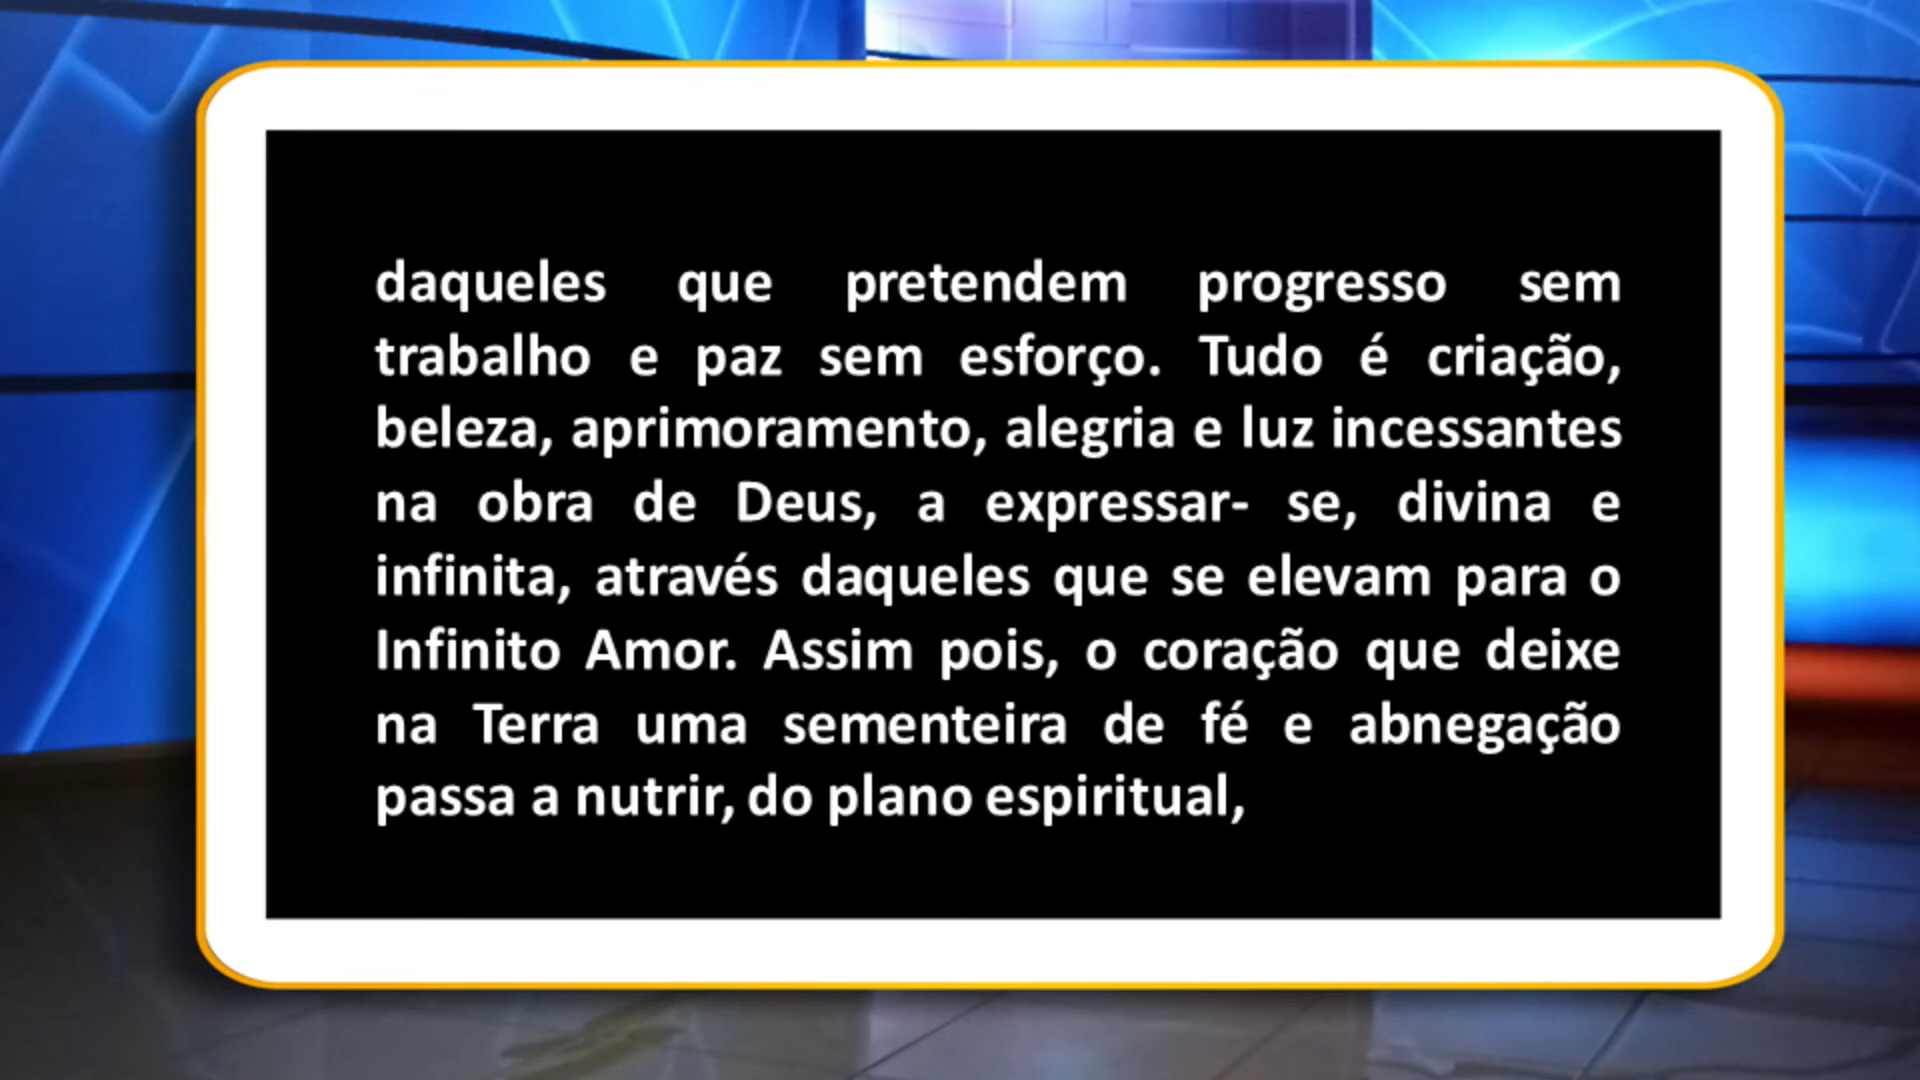 daqueles que pretendem progresso sem
trabalho e paz sem esforço. Tudo é criação,
beleza, aprimoramento, alegria e luz incessantes
na obra de Deus, a expressar- se, divina e
infinita, através daqueles que se elevam para o
Infinito Amor. Assim pois, o coração que deixe
na Terra uma sementeira de fé e abnegação
passa a nutrir, do plano espiritual,